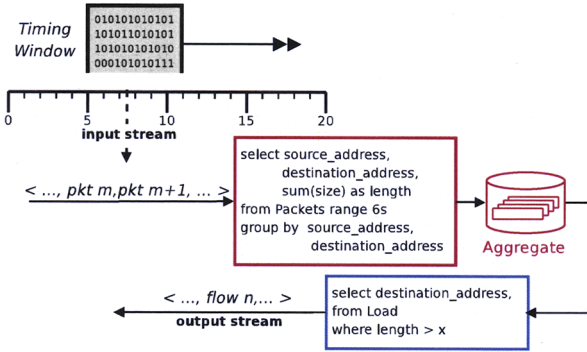 Timing
Window
010101010101
101011010101
101010101010
000101010111
0 5 10 15 20
input stream
< ..., pkt m,pkt m+1, ... >
select source_address,
destination_address,
sum(size) as length
from Packets range 6s
group by source_address,
destination_address
Aggregate
< ..., flow n,... >
output stream
select destination_address,
from Load
where length > x